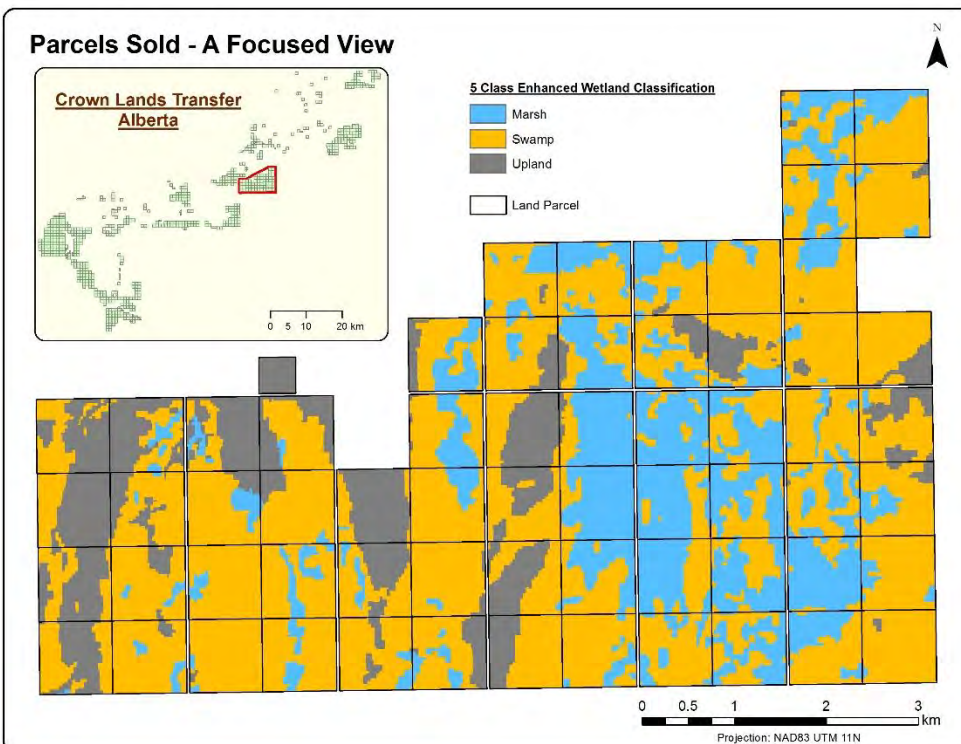 Parcels Sold - A Focused View
N
Crown Lands Transfer
Alberta
0 5 10 20 km
5 Class Enhanced Wetland Classification
Marsh
Swamp
Upland
Land Parcel
0 0.5 1 2 3
km
Projection: NAD83 UTM 11N